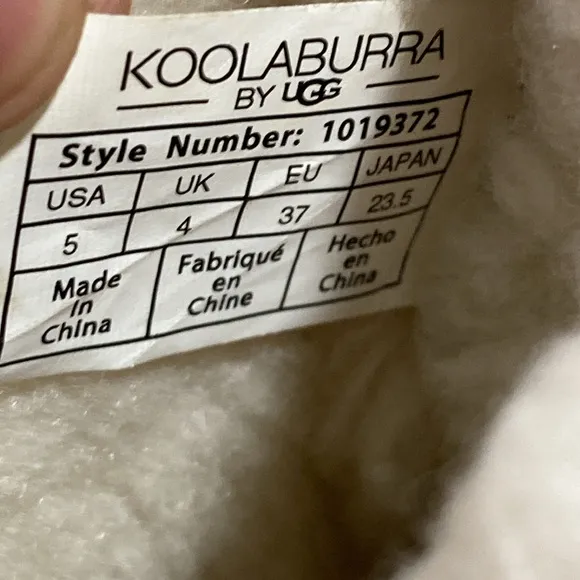 KOOLABURRA
BY UGG
Style Number: 1019372
USA UK EU JAPAN
5 4 37 23.5
Made in China
Fabriqué en Chine
Hecho en China